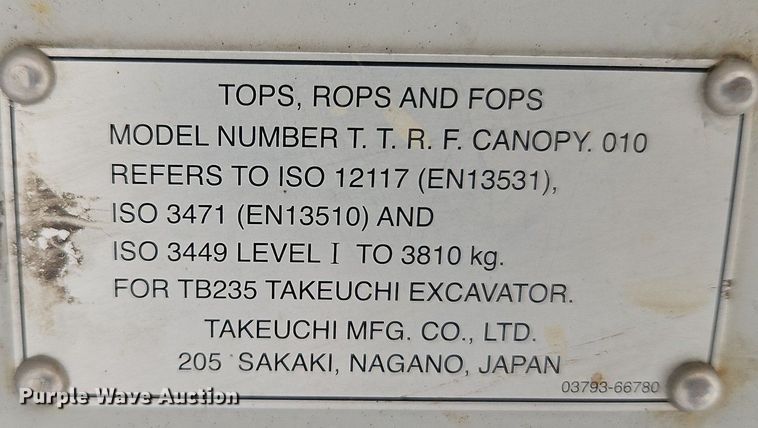 TOPS, ROPS AND FOPS
MODEL NUMBER T. T. R. F. CANOPY. 010
REFERS TO ISO 12117 (EN13531),
ISO 3471 (EN13510) AND
ISO 3449 LEVEL I TO 3810 kg.
FOR TB235 TAKEUCHI EXCAVATOR.
TAKEUCHI MFG. CO., LTD.
205 SAKAKI, NAGANO, JAPAN
03793-66780
Purple Wave Auction